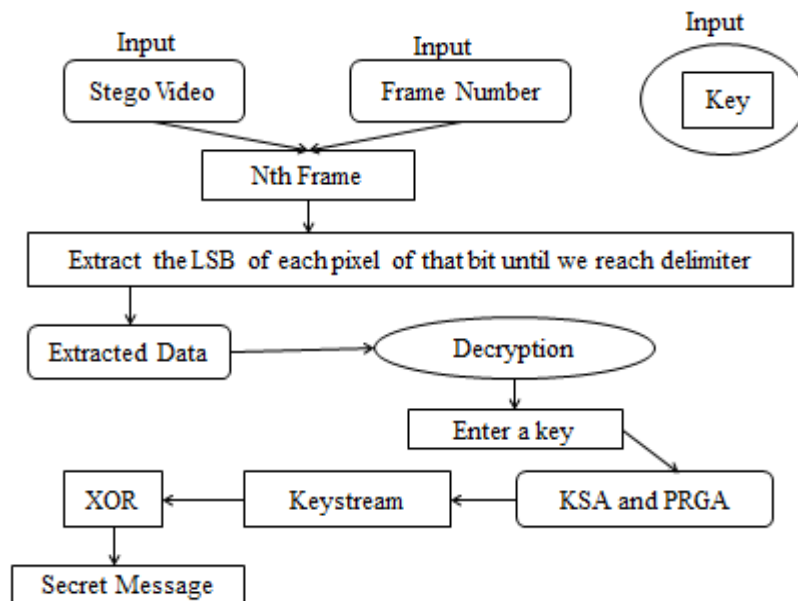 Input
Input
Input
Stego Video
Frame Number
Key
Nth Frame
Extract the LSB of each pixel of that bit until we reach delimiter
Extracted Data
Decryption
Enter a key
XOR
Keystream
KSA and PRGA
Secret Message